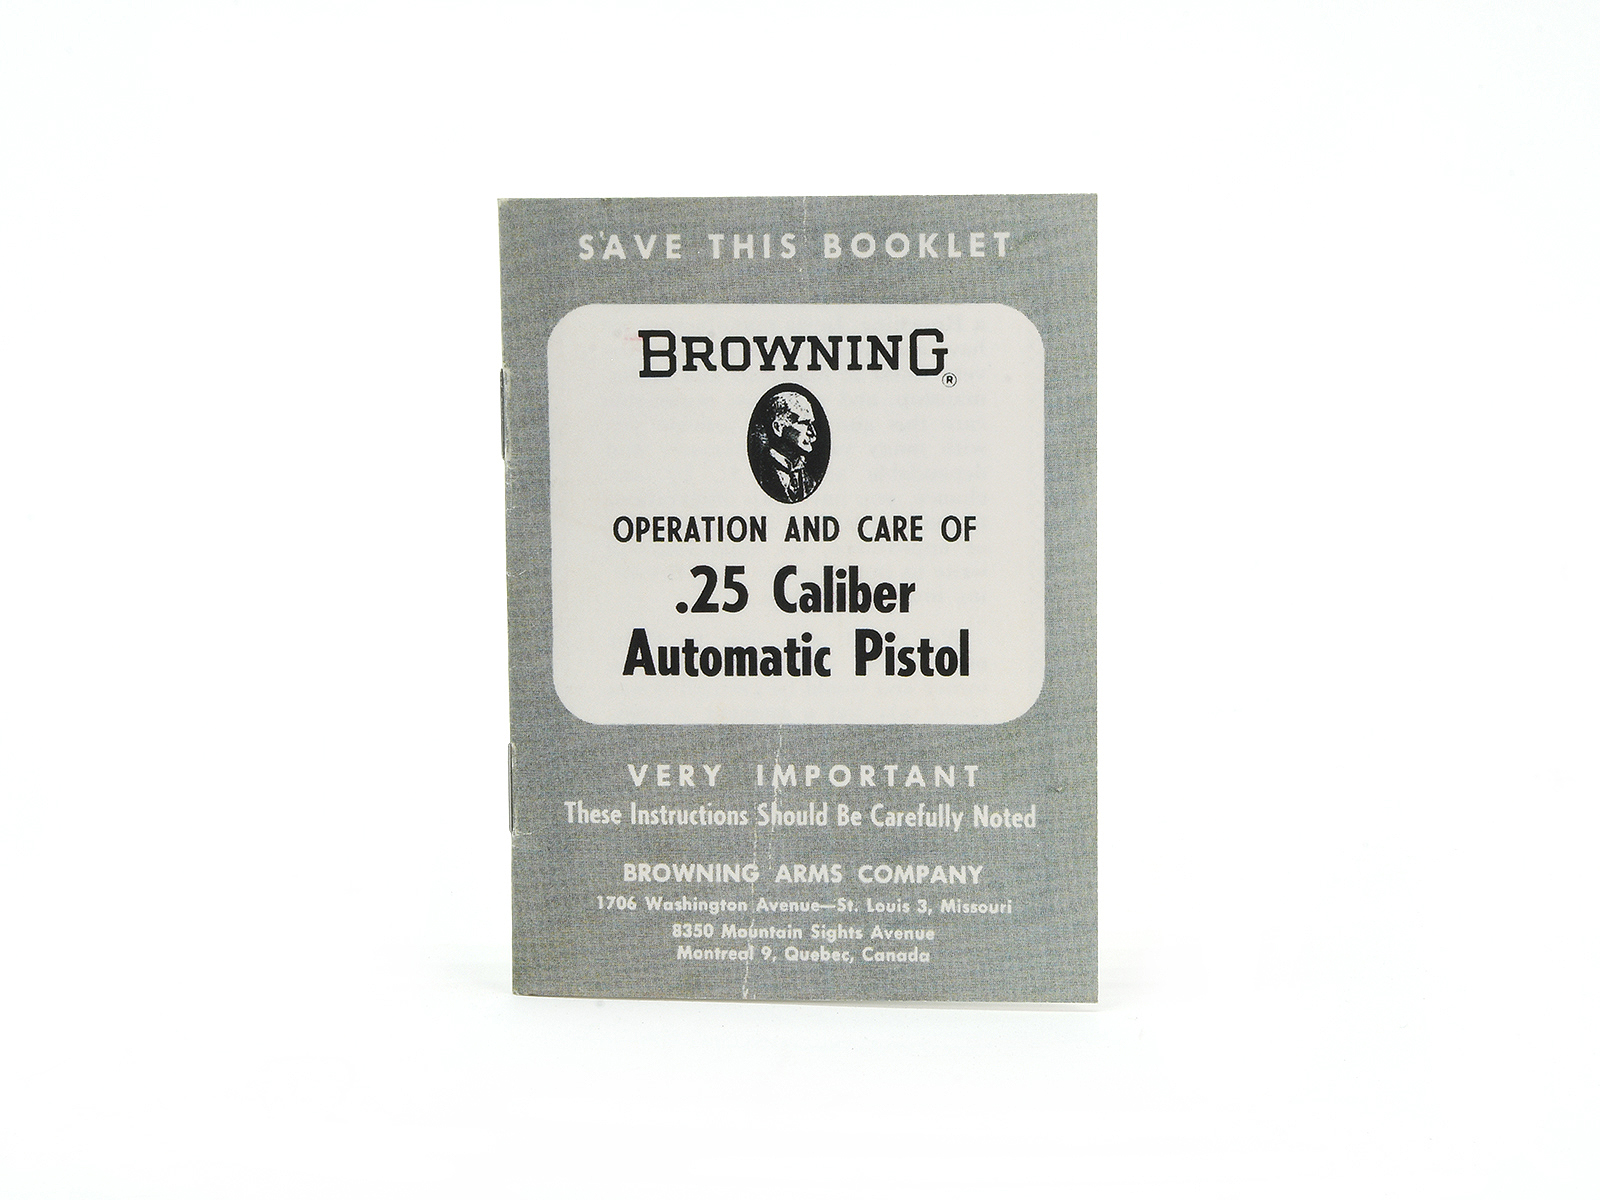 SAVE THIS BOOKLET
BROWNING
®
OPERATION AND CARE OF
.25 Caliber
Automatic Pistol
VERY IMPORTANT
These Instructions Should Be Carefully Noted
BROWNING ARMS COMPANY
1706 Washington Avenue—St. Louis 3, Missouri
8350 Mountain Sights Avenue
Montreal 9, Quebec, Canada